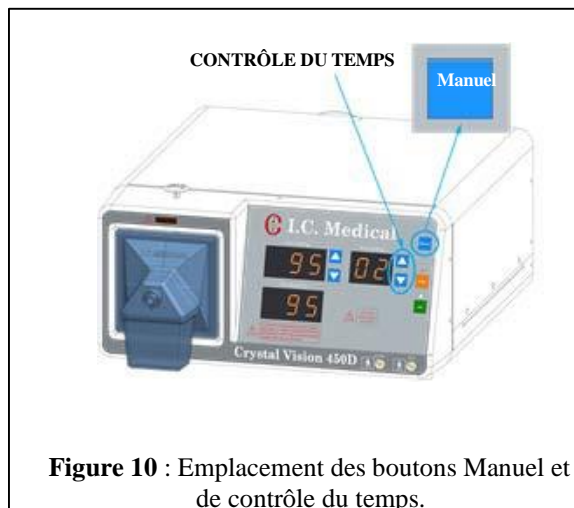 CONTRÔLE DU TEMPS
Manuel
I.C. Medical
95 02
95
Crystal Vision 450D
Figure 10 : Emplacement des boutons Manuel et
de contrôle du temps.